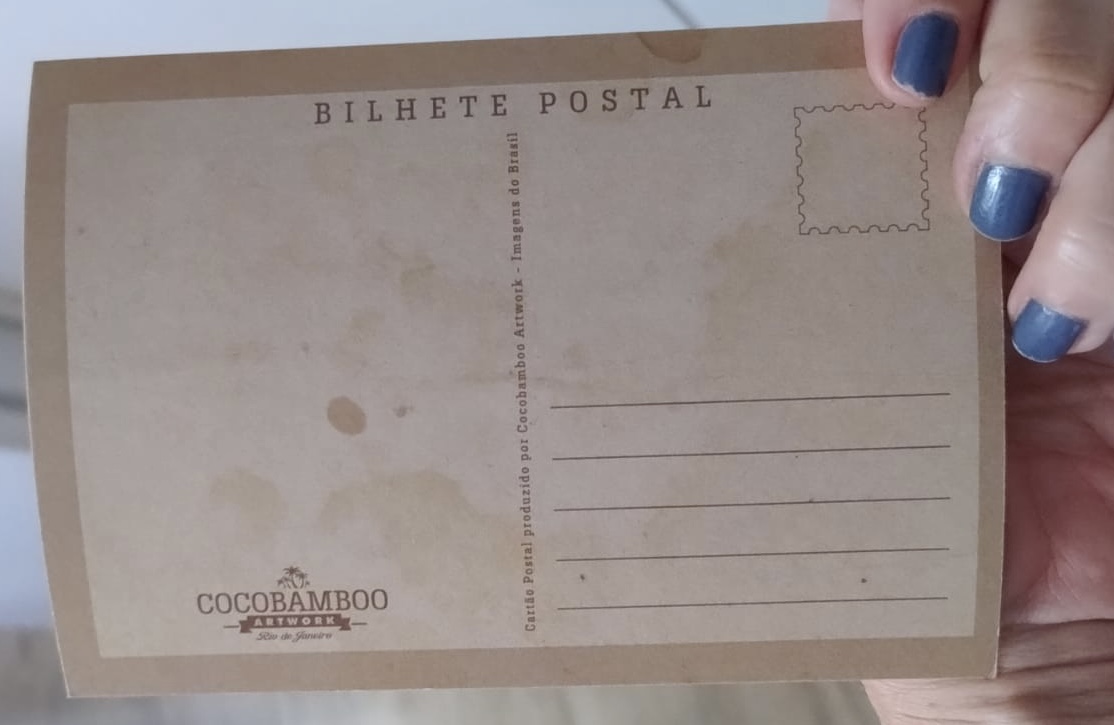 BILHETE POSTAL
Cartão Postal produzido por Cocobamboo Artwork - Imagens do Brasil
COCOBAMBOO
ARTWORK
Rio de Janeiro